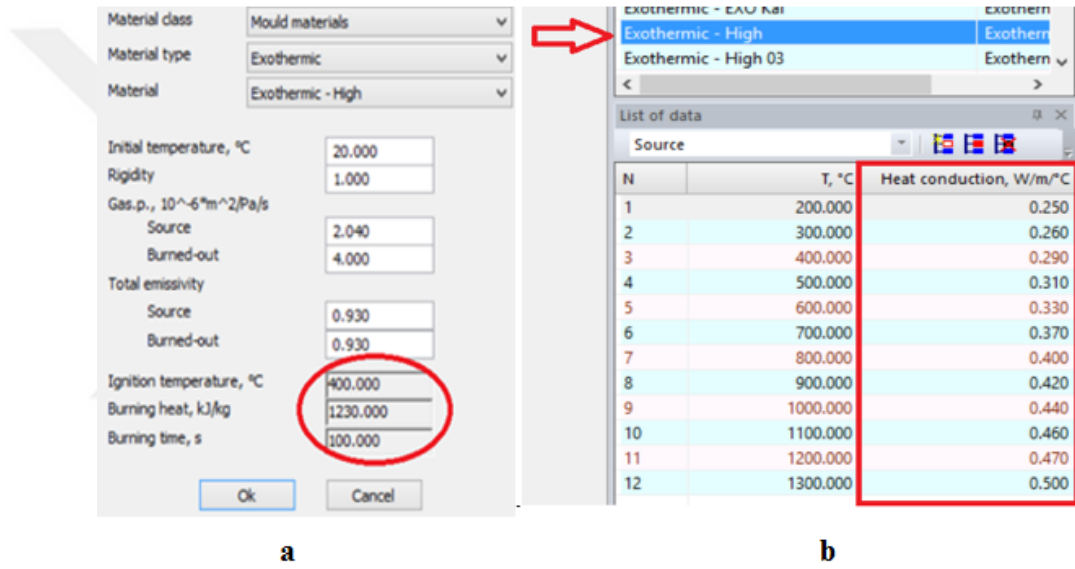 Material class Mould materials
Material type Exothermic
Material Exothermic - High
Initial temperature, °C 20.000
Rigidity 1.000
Gas.p., 10^-6*m^2/Pa/s
Source 2.040
Burned-out 4.000
Total emissivity
Source 0.930
Burned-out 0.930
Ignition temperature, °C 400.000
Burning heat, kJ/kg 1230.000
Burning time, s 100.000
Ok Cancel
a
Exothermic - EXO Kal Exothern
Exothermic - High Exothern
Exothermic - High 03 Exothern
List of data
Source
N T, °C Heat conduction, W/m/°C
1 200.000 0.250
2 300.000 0.260
3 400.000 0.290
4 500.000 0.310
5 600.000 0.330
6 700.000 0.370
7 800.000 0.400
8 900.000 0.420
9 1000.000 0.440
10 1100.000 0.460
11 1200.000 0.470
12 1300.000 0.500
b